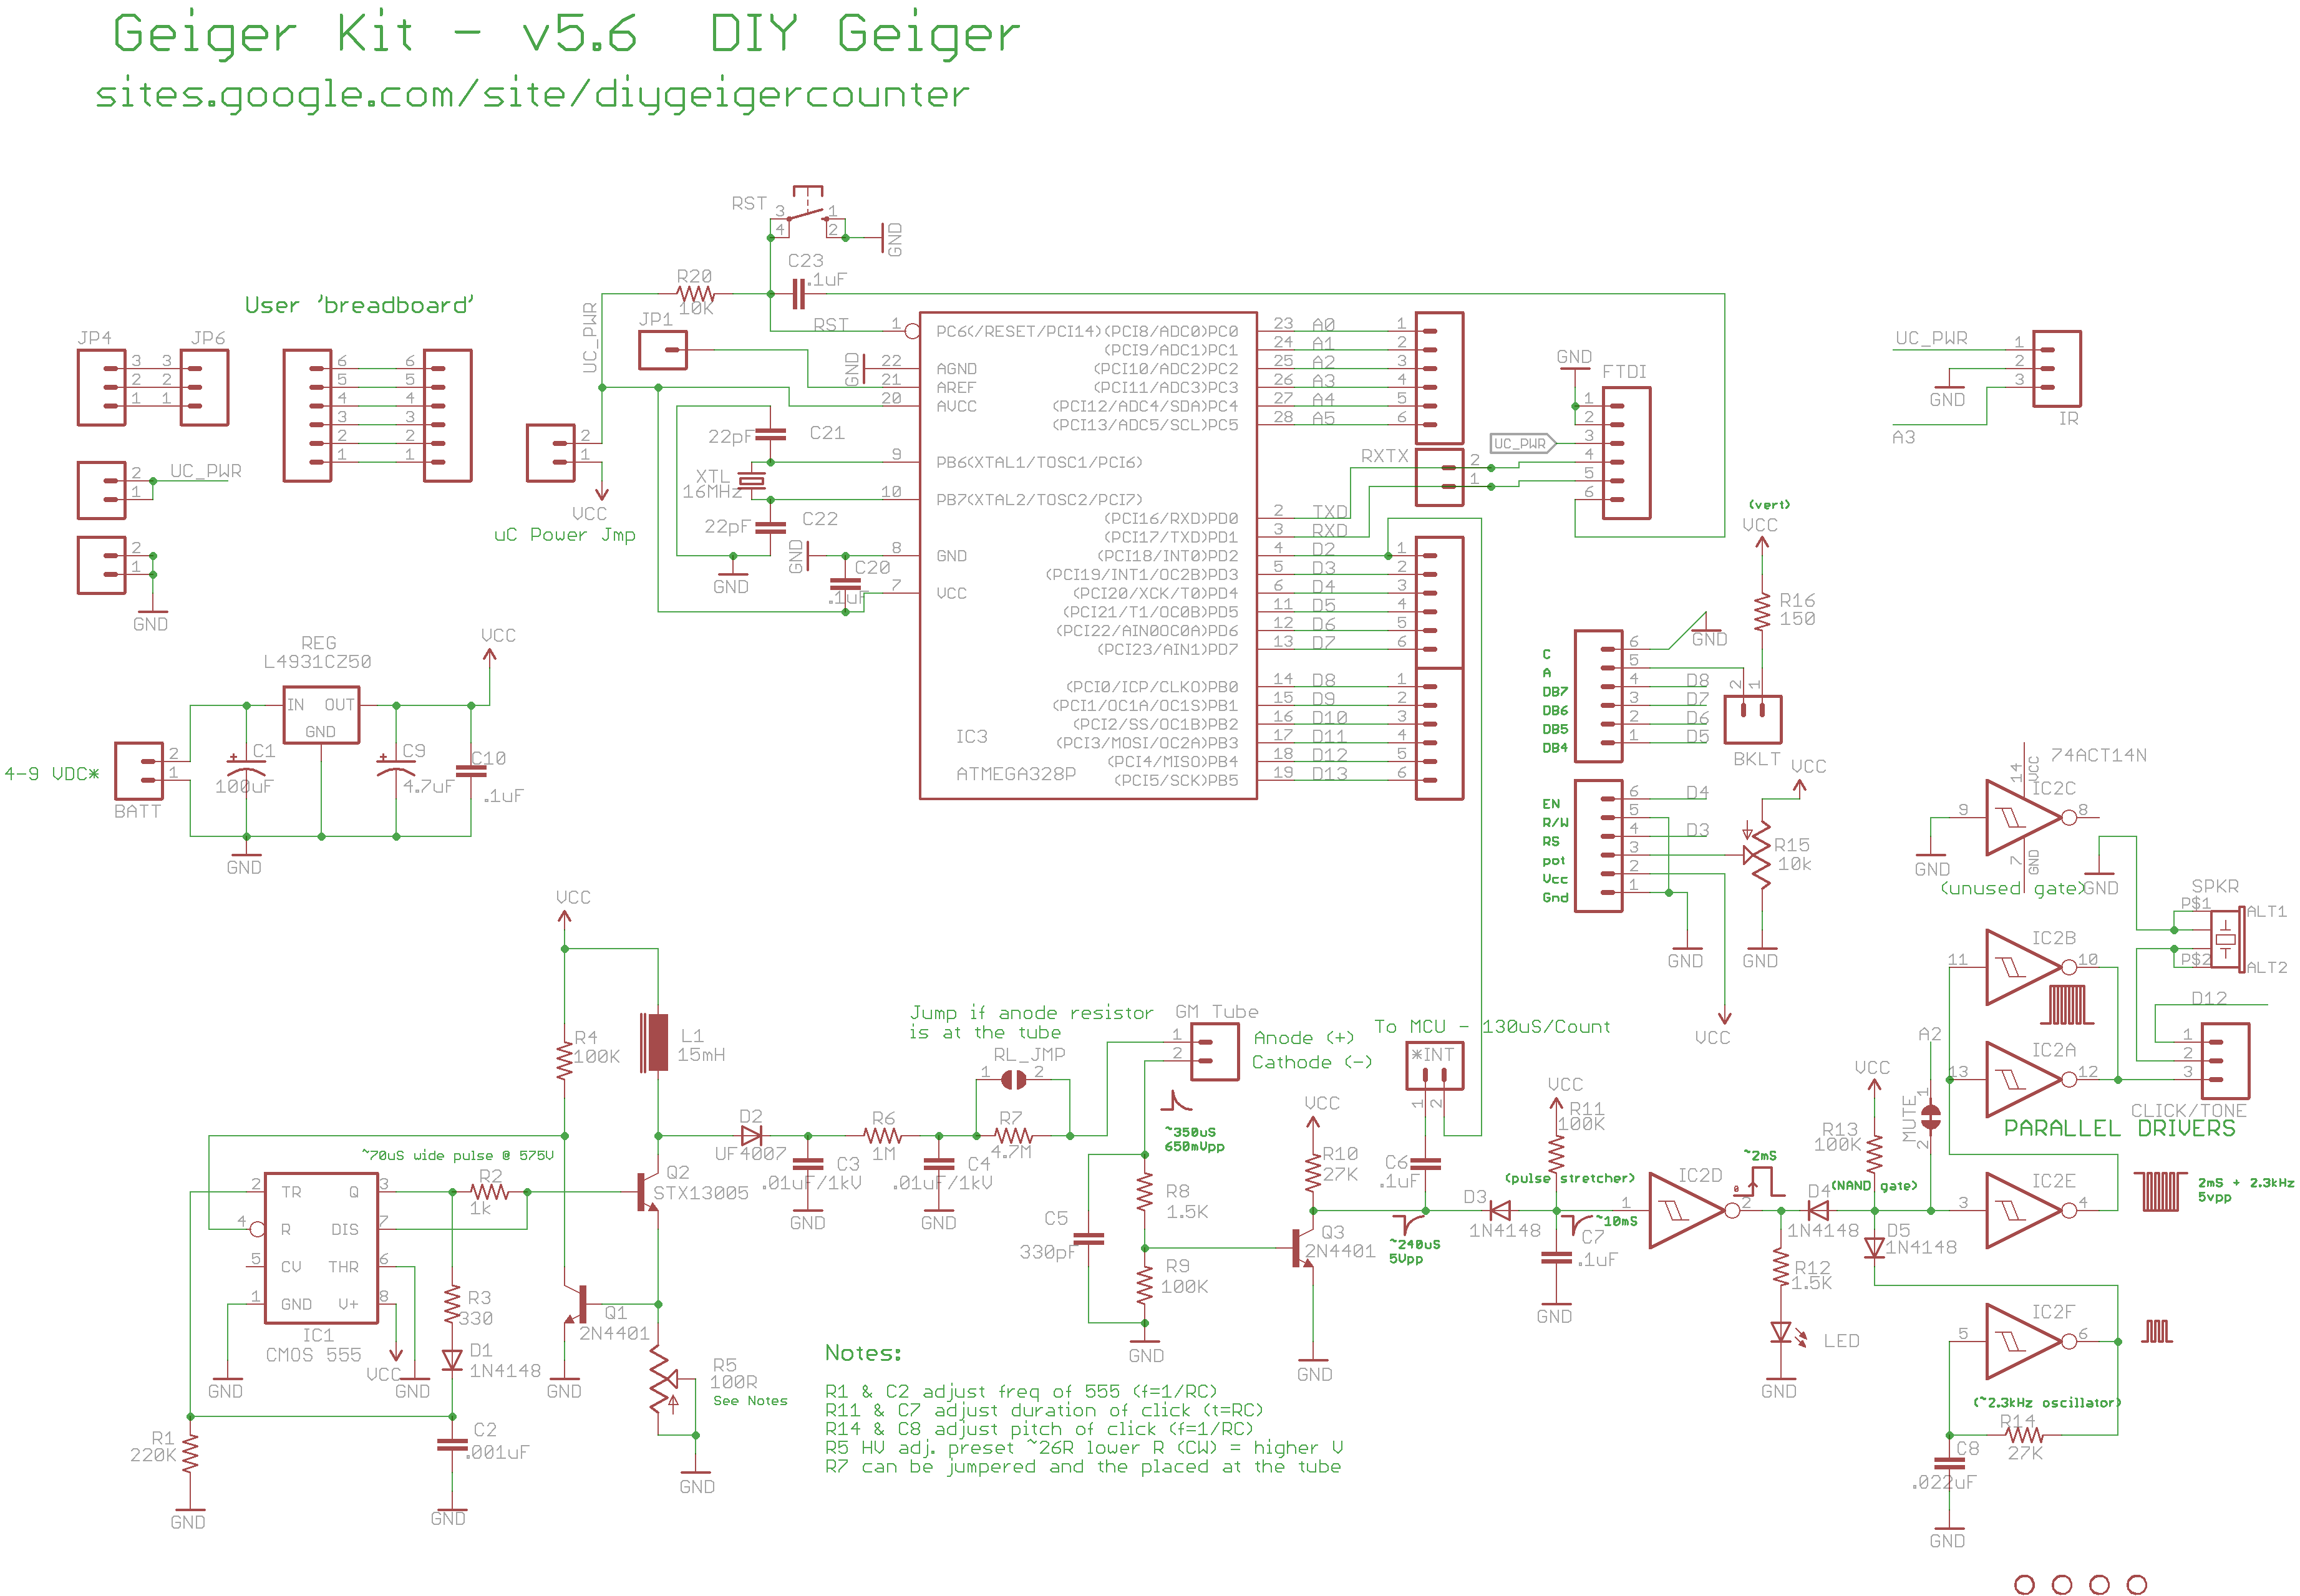 Geiger Kit - v5.6 DIY Geiger
sites.google.com/site/diygeigercounter
RST
3
4
1
2
GND
C23
.1uF
R20
10K
UC_PWR
JP1
RST
User 'breadboard'
JP4
3
2
1
JP6
3
2
1
6
5
4
3
2
1
6
5
4
3
2
1
2
1
UC_PWR
2
1
GND
2
1
VCC
uC Power Jmp
22pF
C21
XTL
16MHz
22pF
C22
GND
GND
GND
C20
.1uF
1
22
21
20
9
10
8
7
PC6(/RESET/PCI14)
AGND
AREF
AVCC
PB6(XTAL1/TOSC1/PCI6)
PB7(XTAL2/TOSC2/PCI7)
GND
VCC
IC3
ATMEGA328P
(PCI8/ADC0)PC0 23 A0 1
(PCI9/ADC1)PC1 24 A1 2
(PCI10/ADC2)PC2 25 A2 3
(PCI11/ADC3)PC3 26 A3 4
(PCI12/ADC4/SDA)PC4 27 A4 5
(PCI13/ADC5/SCL)PC5 28 A5 6
(PCI16/RXD)PD0 2 TXD
(PCI17/TXD)PD1 3 RXD
(PCI18/INT0)PD2 4 D2 1
(PCI19/INT1/OC2B)PD3 5 D3 2
(PCI20/XCK/T0)PD4 6 D4 3
(PCI21/T1/OC0B)PD5 11 D5 4
(PCI22/AIN0OC0A)PD6 12 D6 5
(PCI23/AIN1)PD7 13 D7 6
(PCI0/ICP/CLKO)PB0 14 D8 1
(PCI1/OC1A/OC1S)PB1 15 D9 2
(PCI2/SS/OC1B)PB2 16 D10 3
(PCI3/MOSI/OC2A)PB3 17 D11 4
(PCI4/MISO)PB4 18 D12 5
(PCI5/SCK)PB5 19 D13 6
RXTX
2
1
UC_PWR
GND
FTDI
1
2
3
4
5
6
UC_PWR
1
2
3
GND
IR
A3
(vert)
VCC
R16
150
2
1
BKLT
GND
C 6
A 5
DB7 4 D8
DB6 3 D7
DB5 2 D6
DB4 1 D5
EN 6 D4
R/W 5
RS 4 D3
pot 3
Vcc 2
Gnd 1
VCC
R15
10k
GND
GND
VCC
REG
L4931CZ50
IN
OUT
GND
VCC
4-9 VDC*
2
1
BATT
C1
100uF
C9
4.7uF
C10
.1uF
GND
74ACT14N
14
VCC
IC2C
9
8
7
GND
GND
(unused gate)
GND
SPKR
P$1
ALT1
P$2
ALT2
IC2B
11
10
D12
1
2
3
CLICK/TONE
IC2A
13
12
PARALLEL DRIVERS
A2
MUTE
1
2
VCC
R13
100K
(NAND gate)
IC2E
3
4
2mS + 2.3kHz
5vpp
D4
1N4148
D5
1N4148
IC2F
5
6
(~2.3kHz oscillator)
R14
27K
C8
.022uF
GND
VCC
R4
100K
L1
15mH
~70uS wide pulse @ 575V
2
4
5
1
TR
R
CV
GND
Q
DIS
THR
V+
3
7
6
8
IC1
CMOS 555
GND
VCC
GND
R2
1k
R3
330
D1
1N4148
R1
220K
GND
C2
.001uF
GND
Q1
2N4401
GND
Q2
STX13005
R5
100R
See Notes
GND
D2
UF4007
C3
.01uF/1kV
GND
R6
1M
C4
.01uF/1kV
GND
R7
4.7M
RL_JMP
1
2
Jump if anode resistor
is at the tube
GM Tube
1
2
Anode (+)
Cathode (-)
~350uS
650mVpp
R8
1.5K
R9
100K
C5
330pF
GND
VCC
R10
27K
Q3
2N4401
GND
To MCU - 130uS/Count
*INT
1
2
C6
.1uF
~240uS
5Vpp
D3
1N4148
VCC
R11
100K
(pulse stretcher)
~10mS
C7
.1uF
GND
IC2D
1
2
~2mS
0
R12
1.5K
LED
GND
Notes:
R1 & C2 adjust freq of 555 (f=1/RC)
R11 & C7 adjust duration of click (t=RC)
R14 & C8 adjust pitch of click (f=1/RC)
R5 HV adj. preset ~26R lower R (CW) = higher V
R7 can be jumpered and the placed at the tube